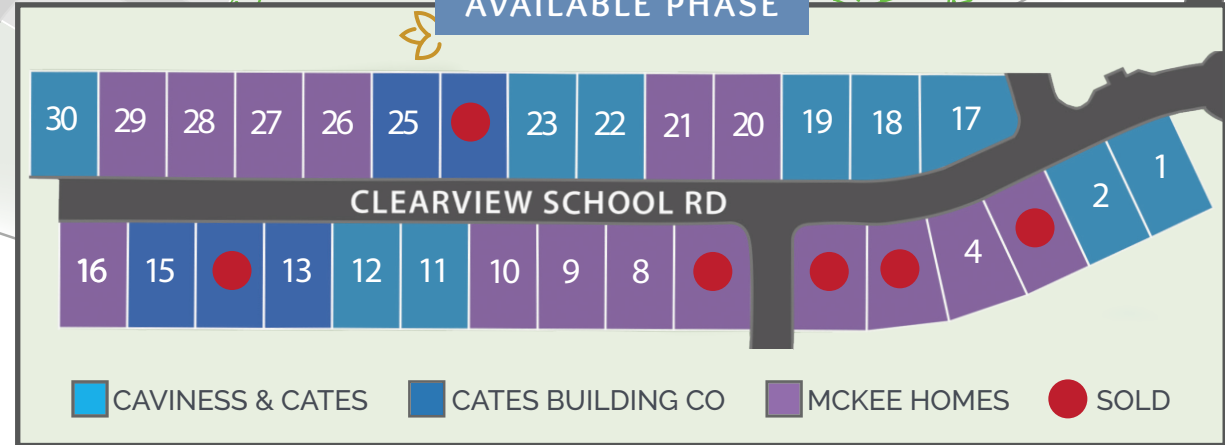 AVAILABLE PHASE
30 29 28 27 26 25 23 22 21 20 19 18 17
1
2
CLEARVIEW SCHOOL RD
16 15 13 12 11 10 9 8 4
CAVINESS & CATES CATES BUILDING CO MCKEE HOMES SOLD